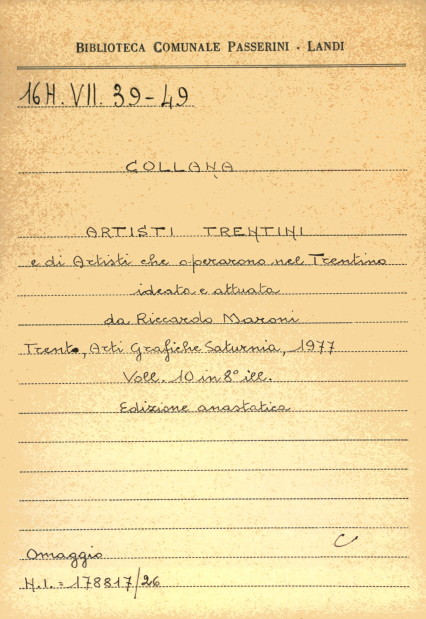 BIBLIOTECA COMUNALE PASSERINI - LANDI
16H. VII. 39-49
COLLANA
ARTISTI TRENTINI
e di Artisti che operarono nel Trentino
ideata e attuata
da Riccardo Maroni
Trento, Arti Grafiche Saturnia, 1977
Voll. 10 in 8° ill.
Edizione anastatica
C
Omaggio
N.I. = 178817/26